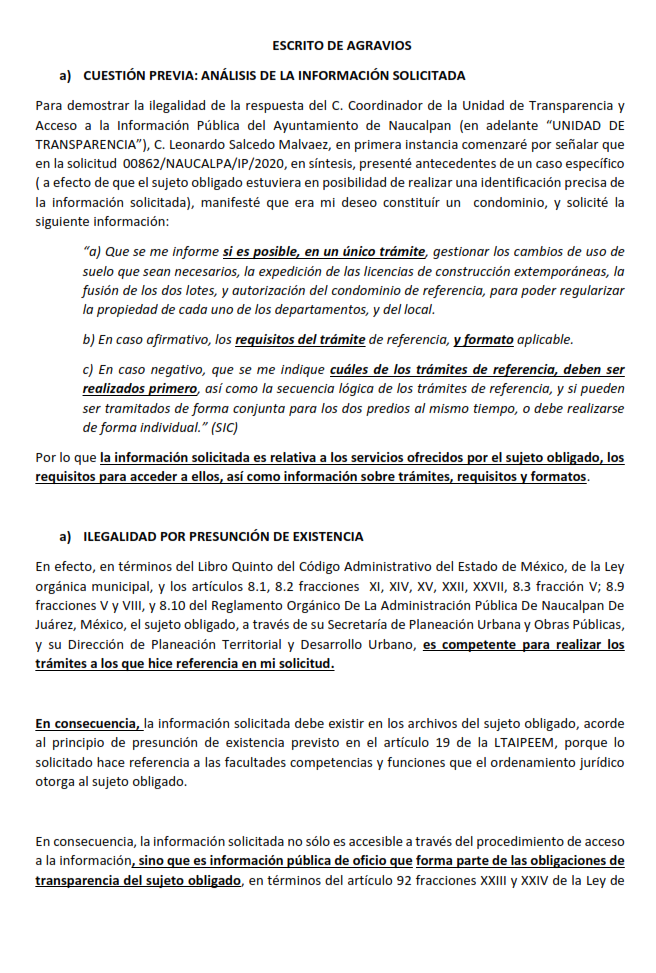 ESCRITO DE AGRAVIOS
a) CUESTIÓN PREVIA: ANÁLISIS DE LA INFORMACIÓN SOLICITADA
Para demostrar la ilegalidad de la respuesta del C. Coordinador de la Unidad de Transparencia y
Acceso a la Información Pública del Ayuntamiento de Naucalpan (en adelante “UNIDAD DE
TRANSPARENCIA”), C. Leonardo Salcedo Malvaez, en primera instancia comenzaré por señalar que
en la solicitud 00862/NAUCALPA/IP/2020, en síntesis, presenté antecedentes de un caso específico
( a efecto de que el sujeto obligado estuviera en posibilidad de realizar una identificación precisa de
la información solicitada), manifesté que era mi deseo constituír un condominio, y solicité la
siguiente información:
“a) Que se me informe si es posible, en un único trámite, gestionar los cambios de uso de
suelo que sean necesarios, la expedición de las licencias de construcción extemporáneas, la
fusión de los dos lotes, y autorización del condominio de referencia, para poder regularizar
la propiedad de cada uno de los departamentos, y del local.
b) En caso afirmativo, los requisitos del trámite de referencia, y formato aplicable.
c) En caso negativo, que se me indique cuáles de los trámites de referencia, deben ser
realizados primero, así como la secuencia lógica de los trámites de referencia, y si pueden
ser tramitados de forma conjunta para los dos predios al mismo tiempo, o debe realizarse
de forma individual.” (SIC)
Por lo que la información solicitada es relativa a los servicios ofrecidos por el sujeto obligado, los
requisitos para acceder a ellos, así como información sobre trámites, requisitos y formatos.
a) ILEGALIDAD POR PRESUNCIÓN DE EXISTENCIA
En efecto, en términos del Libro Quinto del Código Administrativo del Estado de México, de la Ley
orgánica municipal, y los artículos 8.1, 8.2 fracciones XI, XIV, XV, XXII, XXVII, 8.3 fracción V; 8.9
fracciones V y VIII, y 8.10 del Reglamento Orgánico De La Administración Pública De Naucalpan De
Juárez, México, el sujeto obligado, a través de su Secretaría de Planeación Urbana y Obras Públicas,
y su Dirección de Planeación Territorial y Desarrollo Urbano, es competente para realizar los
trámites a los que hice referencia en mi solicitud.
En consecuencia, la información solicitada debe existir en los archivos del sujeto obligado, acorde
al principio de presunción de existencia previsto en el artículo 19 de la LTAIPEEM, porque lo
solicitado hace referencia a las facultades competencias y funciones que el ordenamiento jurídico
otorga al sujeto obligado.
En consecuencia, la información solicitada no sólo es accesible a través del procedimiento de acceso
a la información, sino que es información pública de oficio que forma parte de las obligaciones de
transparencia del sujeto obligado, en términos del artículo 92 fracciones XXIII y XXIV de la Ley de